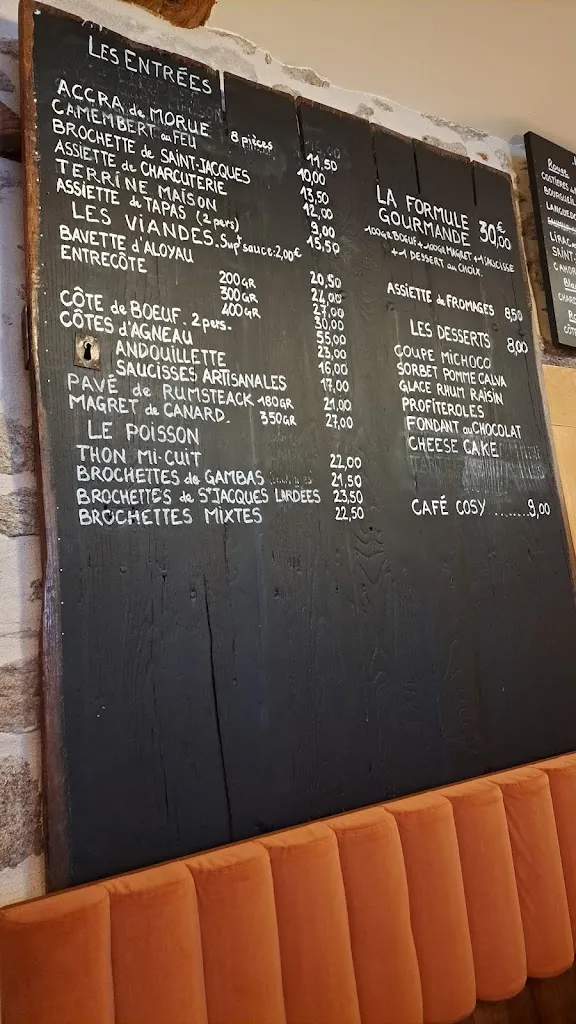 LES ENTRÉES
ACCRA de MORUE 8 pièces 11,50
CAMEMBERT au FEU 10,00
BROCHETTE de SAINT-JACQUES 13,50
ASSIETTE de CHARCUTERIE 12,00
TERRINE MAISON 9,00
ASSIETTE de TAPAS (2 pers) 15,50
LES VIANDES. Sup. sauce: 2,00€
BAVETTE d'ALOYAU 20,50
ENTRECÔTE
200GR 24,00
300GR 27,00
400GR 30,00
CÔTE de BOEUF. 2 pers. 55,00
CÔTES d'AGNEAU 23,00
ANDOUILLETTE 16,00
SAUCISSES ARTISANALES 17,00
PAVÉ de RUMSTEACK 180GR 21,00
MAGRET de CANARD. 350GR 27,00
LE POISSON
THON MI-CUIT 22,00
BROCHETTES de GAMBAS 21,50
BROCHETTES de ST JACQUES LARDÉES 23,50
BROCHETTES MIXTES 22,50
LA FORMULE
GOURMANDE 30,00€
100GR BOEUF + 100GR MAGRET + 1 SAUCISSE
+ 1 DESSERT au CHOIX.
ASSIETTE de FROMAGES 8,50
LES DESSERTS 8,00
COUPE MICHOCO
SORBET POMME CALVA
GLACE RHUM RAISIN
PROFITEROLES
FONDANT au CHOCOLAT
CHEESE CAKE
CAFÉ COSY ........ 9,00